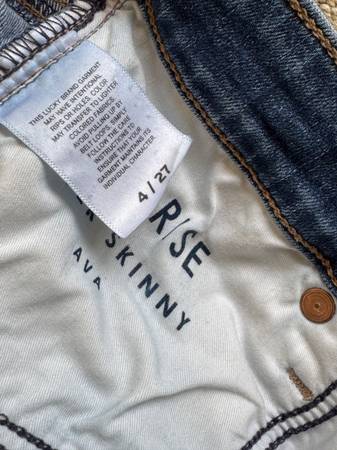 THIS LUCKY BRAND GARMENT
MAY HAVE INTENTIONAL
RIPS OR HOLES. COLOR
MAY TRANSFER TO LIGHTER
COLORED FABRICS.
AVOID PULLING UP BY
BELT LOOPS. SIMPLY
FOLLOW THE CARE
INSTRUCTIONS TO
ENSURE THIS
GARMENT MAINTAINS ITS
INDIVIDUAL CHARACTER.
4 / 27
R/SE
SKINNY
AVA